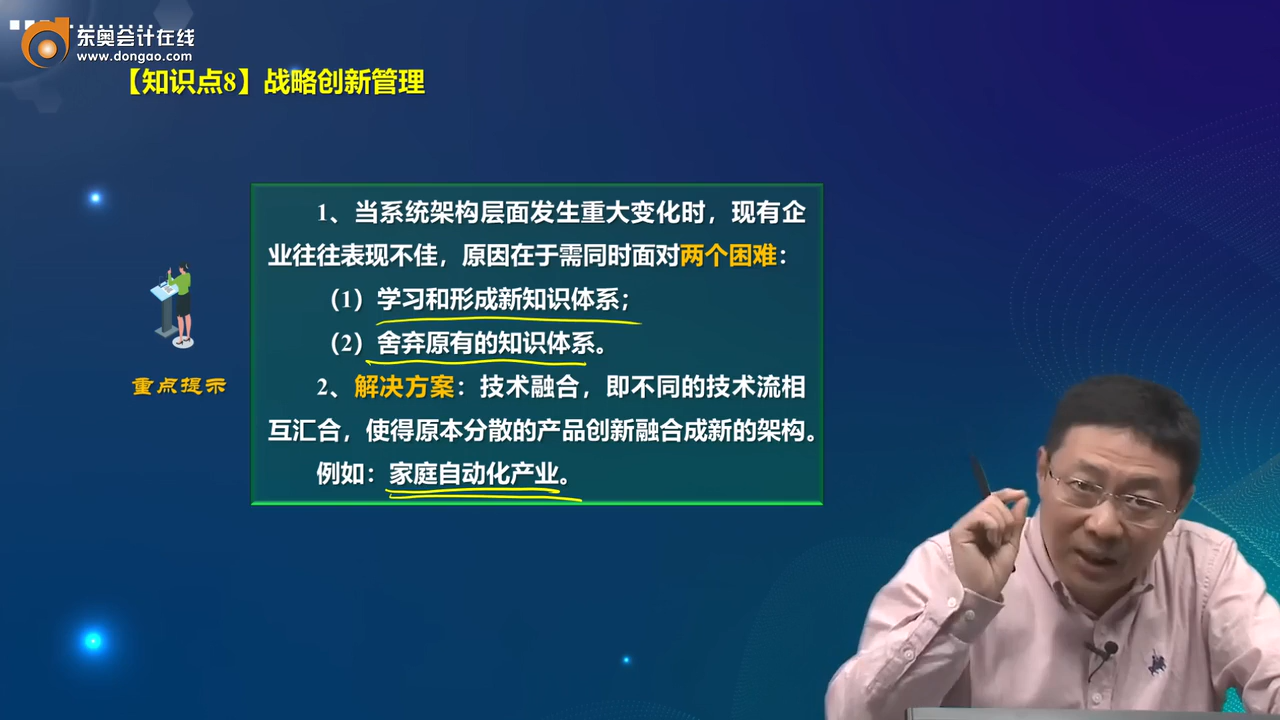 东奥会计在线
www.dongao.com
【知识点8】战略创新管理
1、当系统架构层面发生重大变化时，现有企
业往往表现不佳，原因在于需同时面对两个困难：
（1）学习和形成新知识体系；
（2）舍弃原有的知识体系。
2、解决方案：技术融合，即不同的技术流相
互汇合，使得原本分散的产品创新融合成新的架构。
例如：家庭自动化产业。
重点提示